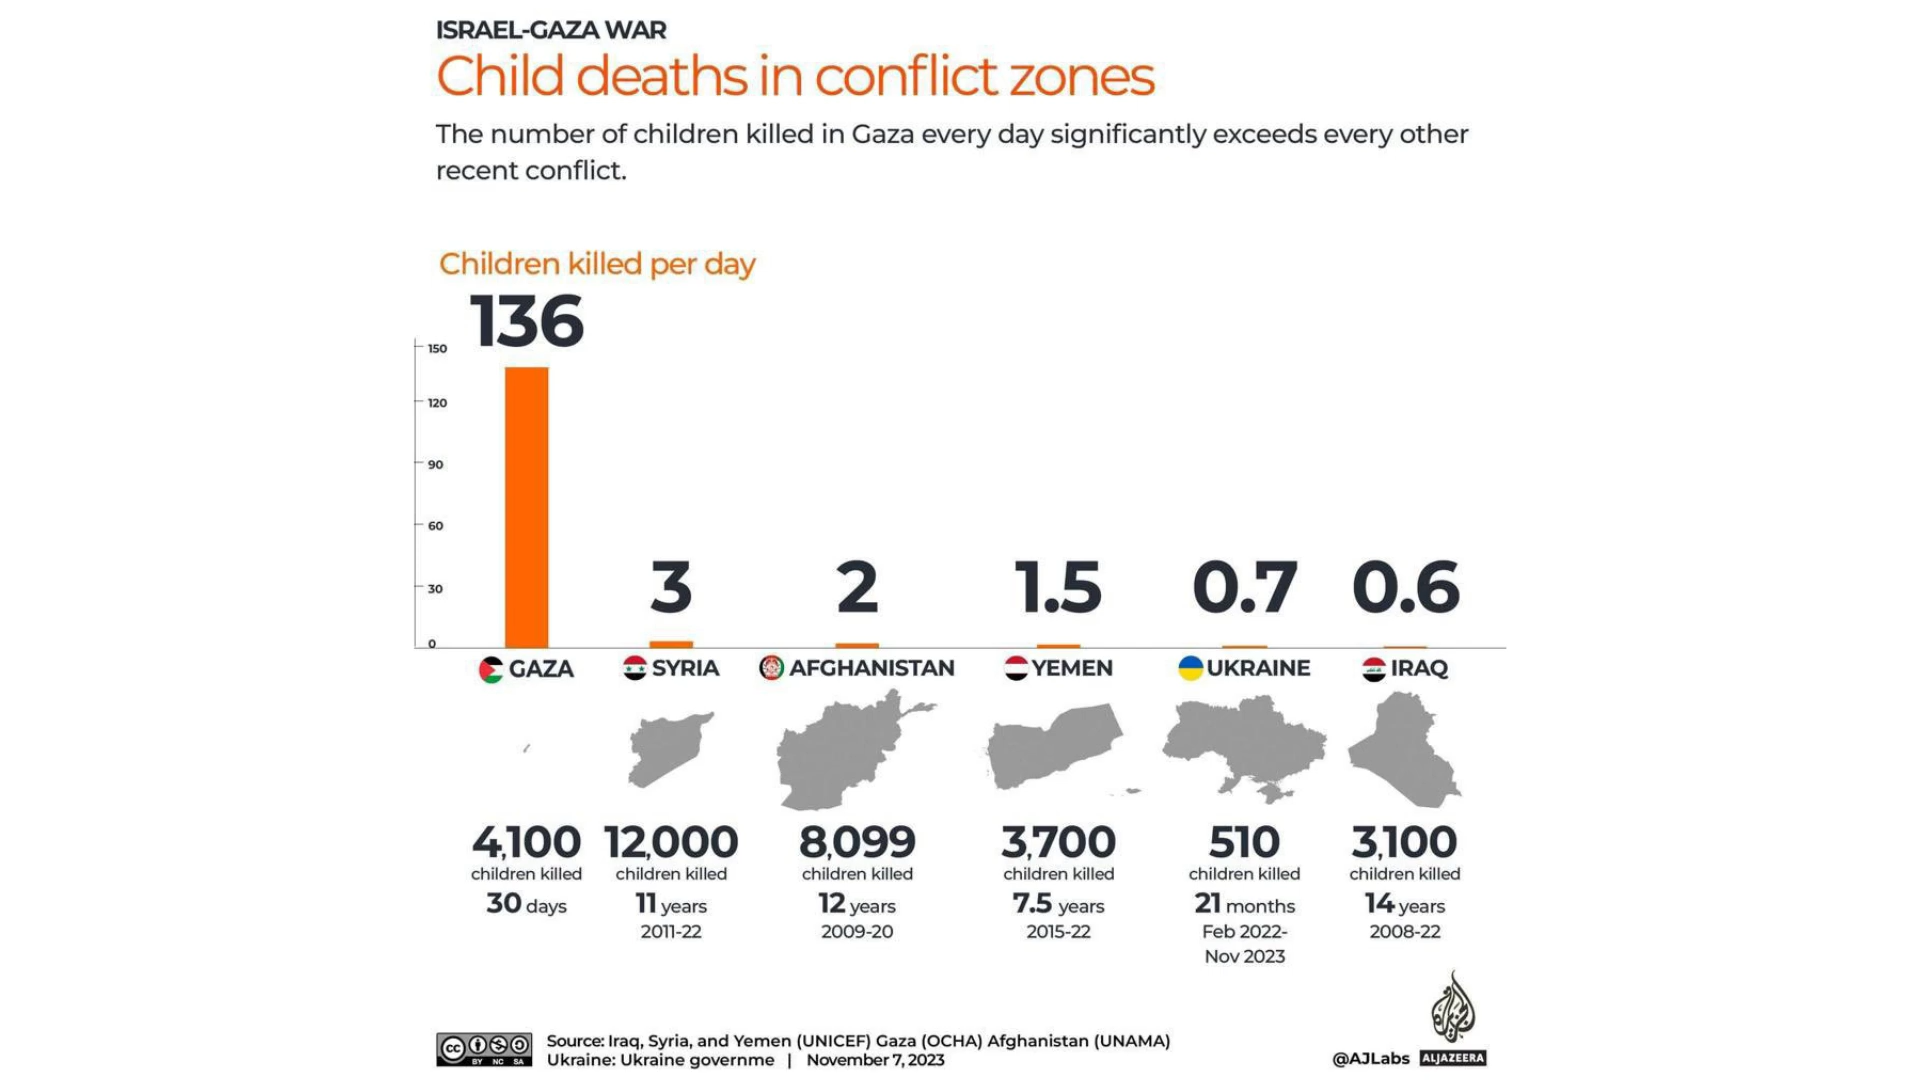 ISRAEL-GAZA WAR
Child deaths in conflict zones
The number of children killed in Gaza every day significantly exceeds every other
recent conflict.
Children killed per day
136
150
120
90
60
30
0
3
2
1.5
0.7
0.6
GAZA
SYRIA
AFGHANISTAN
YEMEN
UKRAINE
IRAQ
4,100
children killed
30 days
12,000
children killed
11 years
2011-22
8,099
children killed
12 years
2009-20
3,700
children killed
7.5 years
2015-22
510
children killed
21 months
Feb 2022-
Nov 2023
3,100
children killed
14 years
2008-22
cc BY NC SA
Source: Iraq, Syria, and Yemen (UNICEF) Gaza (OCHA) Afghanistan (UNAMA)
Ukraine: Ukraine governme | November 7, 2023
@AJLabs
ALJAZEERA